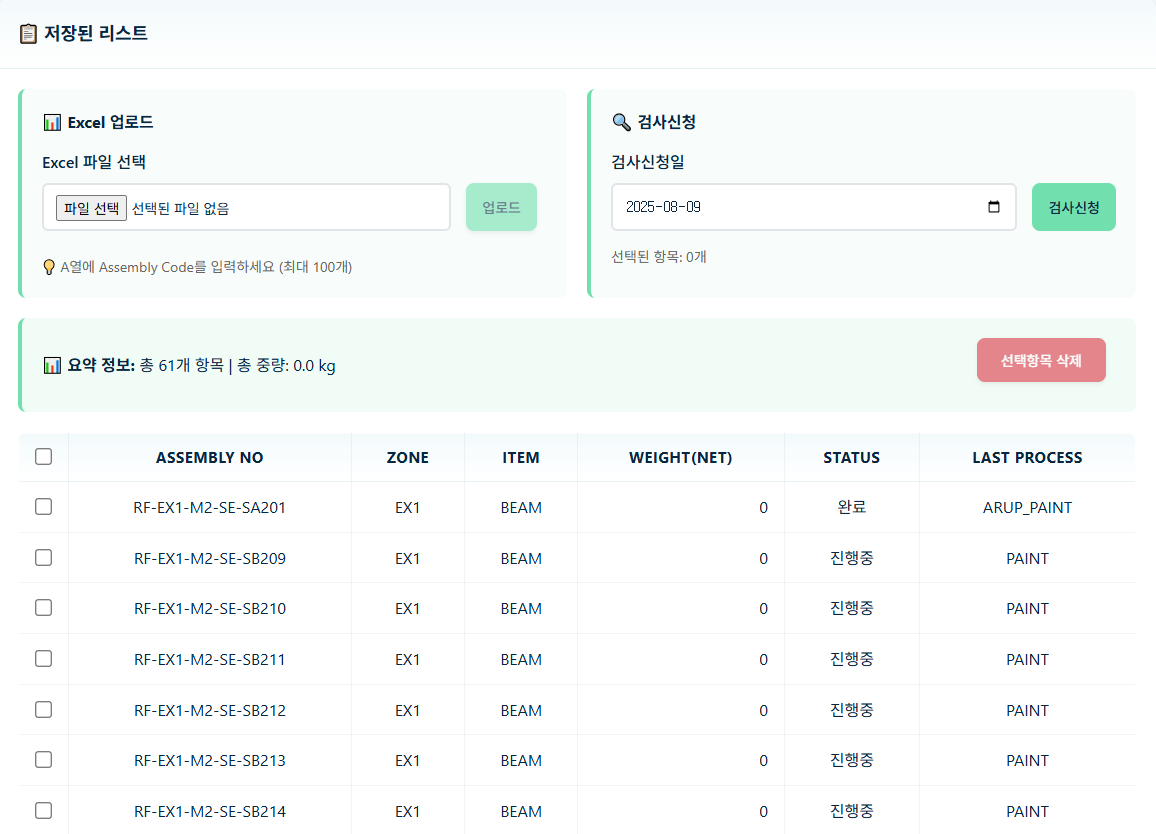 저장된 리스트
Excel 업로드
Excel 파일 선택
파일 선택 선택된 파일 없음
업로드
A열에 Assembly Code를 입력하세요 (최대 100개)
검사신청
검사신청일
2025-08-09
검사신청
선택된 항목: 0개
요약 정보: 총 61개 항목 | 총 중량: 0.0 kg
선택항목 삭제
ASSEMBLY NO ZONE ITEM WEIGHT(NET) STATUS LAST PROCESS
RF-EX1-M2-SE-SA201 EX1 BEAM 0 완료 ARUP_PAINT
RF-EX1-M2-SE-SB209 EX1 BEAM 0 진행중 PAINT
RF-EX1-M2-SE-SB210 EX1 BEAM 0 진행중 PAINT
RF-EX1-M2-SE-SB211 EX1 BEAM 0 진행중 PAINT
RF-EX1-M2-SE-SB212 EX1 BEAM 0 진행중 PAINT
RF-EX1-M2-SE-SB213 EX1 BEAM 0 진행중 PAINT
RF-EX1-M2-SE-SB214 EX1 BEAM 0 진행중 PAINT